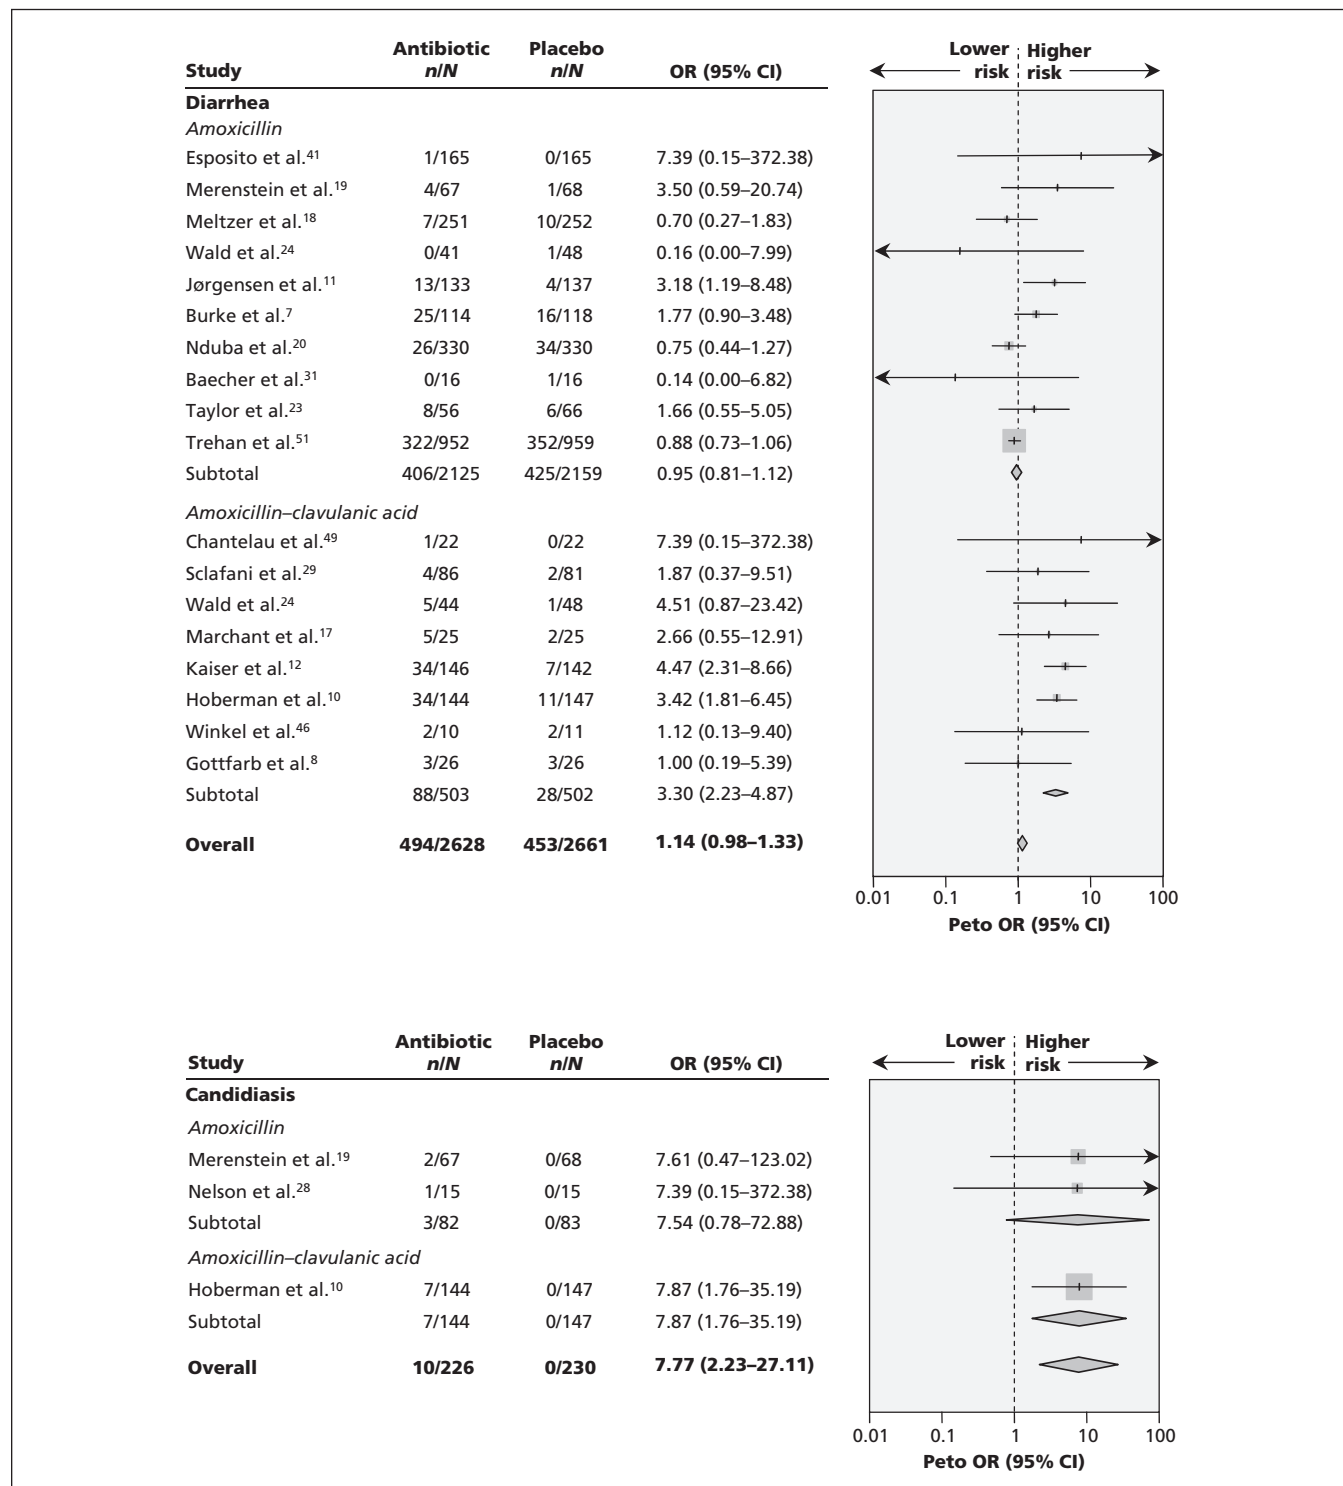 Antibiotic Placebo Lower Higher
Study n/N n/N OR (95% CI) risk risk
Diarrhea
Amoxicillin
Esposito et al.41 1/165 0/165 7.39 (0.15–372.38)
Merenstein et al.19 4/67 1/68 3.50 (0.59–20.74)
Meltzer et al.18 7/251 10/252 0.70 (0.27–1.83)
Wald et al.24 0/41 1/48 0.16 (0.00–7.99)
Jørgensen et al.11 13/133 4/137 3.18 (1.19–8.48)
Burke et al.7 25/114 16/118 1.77 (0.90–3.48)
Nduba et al.20 26/330 34/330 0.75 (0.44–1.27)
Baecher et al.31 0/16 1/16 0.14 (0.00–6.82)
Taylor et al.23 8/56 6/66 1.66 (0.55–5.05)
Trehan et al.51 322/952 352/959 0.88 (0.73–1.06)
Subtotal 406/2125 425/2159 0.95 (0.81–1.12)
Amoxicillin–clavulanic acid
Chantelau et al.49 1/22 0/22 7.39 (0.15–372.38)
Sclafani et al.29 4/86 2/81 1.87 (0.37–9.51)
Wald et al.24 5/44 1/48 4.51 (0.87–23.42)
Marchant et al.17 5/25 2/25 2.66 (0.55–12.91)
Kaiser et al.12 34/146 7/142 4.47 (2.31–8.66)
Hoberman et al.10 34/144 11/147 3.42 (1.81–6.45)
Winkel et al.46 2/10 2/11 1.12 (0.13–9.40)
Gottfarb et al.8 3/26 3/26 1.00 (0.19–5.39)
Subtotal 88/503 28/502 3.30 (2.23–4.87)
Overall 494/2628 453/2661 1.14 (0.98–1.33)
0.01 0.1 1 10 100
Peto OR (95% CI)
Antibiotic Placebo Lower Higher
Study n/N n/N OR (95% CI) risk risk
Candidiasis
Amoxicillin
Merenstein et al.19 2/67 0/68 7.61 (0.47–123.02)
Nelson et al.28 1/15 0/15 7.39 (0.15–372.38)
Subtotal 3/82 0/83 7.54 (0.78–72.88)
Amoxicillin–clavulanic acid
Hoberman et al.10 7/144 0/147 7.87 (1.76–35.19)
Subtotal 7/144 0/147 7.87 (1.76–35.19)
Overall 10/226 0/230 7.77 (2.23–27.11)
0.01 0.1 1 10 100
Peto OR (95% CI)